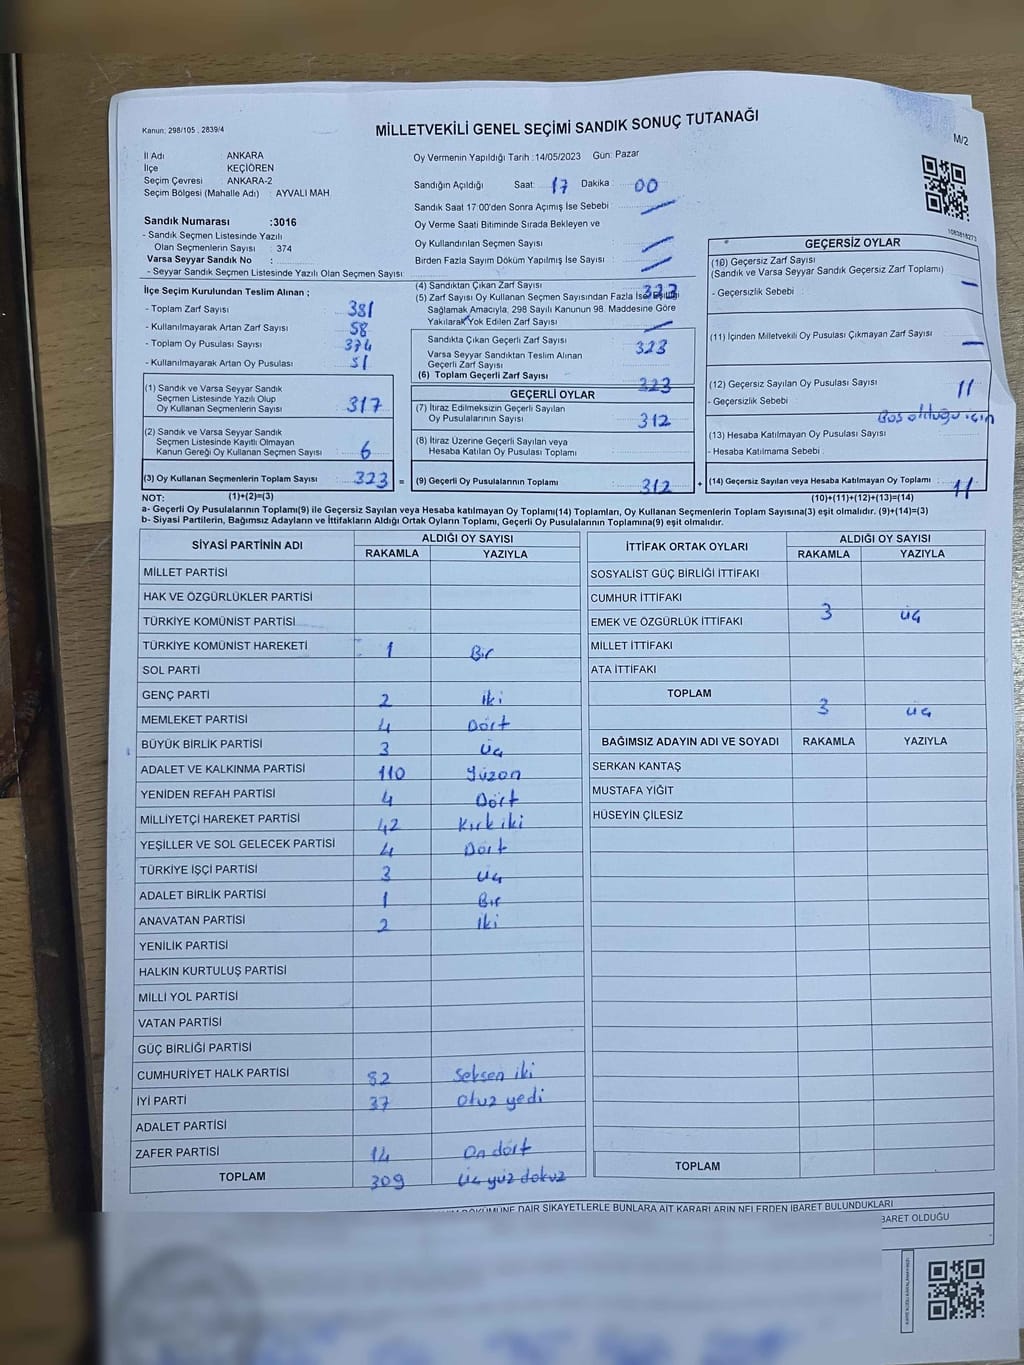 Kanun: 298/105 , 2839/4
MİLLETVEKİLİ GENEL SEÇİMİ SANDIK SONUÇ TUTANAĞI
M/2
İl Adı ANKARA
İlçe KEÇİÖREN
Seçim Çevresi ANKARA-2
Seçim Bölgesi (Mahalle Adı) : AYVALI MAH.
Sandık Numarası :3016
- Sandık Seçmen Listesinde Yazılı
Olan Seçmenlerin Sayısı : 374
Varsa Seyyar Sandık No :
- Seyyar Sandık Seçmen Listesinde Yazılı Olan Seçmen Sayısı:
Oy Vermenin Yapıldığı Tarih :14/05/2023 Gün: Pazar
Sandığın Açıldığı Saat: 17 Dakika : 00
Sandık Saat 17:00'den Sonra Açımış İse Sebebi
Oy Verme Saati Bitiminde Sırada Bekleyen ve
Oy Kullandırılan Seçmen Sayısı
Birden Fazla Sayım Döküm Yapılmış İse Sayısı
1083818273
İlçe Seçim Kurulundan Teslim Alınan ;
- Toplam Zarf Sayısı 381
- Kullanılmayarak Artan Zarf Sayısı 58
- Toplam Oy Pusulası Sayısı 374
- Kullanılmayarak Artan Oy Pusulası 51
(1) Sandık ve Varsa Seyyar Sandık
Seçmen Listesinde Yazılı Olup
Oy Kullanan Seçmenlerin Sayısı 317
(2) Sandık ve Varsa Seyyar Sandık
Seçmen Listesinde Kayıtlı Olmayan
Kanun Gereği Oy Kullanan Seçmen Sayısı 6
(3) Oy Kullanan Seçmenlerin Toplam Sayısı 323 =
(4) Sandıktan Çıkan Zarf Sayısı 323
(5) Zarf Sayısı Oy Kullanan Seçmen Sayısından Fazla İse, Eşitliği
Sağlamak Amacıyla, 298 Sayılı Kanunun 98. Maddesine Göre
Yakılarak Yok Edilen Zarf Sayısı
Sandıkta Çıkan Geçerli Zarf Sayısı 323
Varsa Seyyar Sandıktan Teslim Alınan
Geçerli Zarf Sayısı
(6) Toplam Geçerli Zarf Sayısı 323
GEÇERLİ OYLAR
(7) İtiraz Edilmeksizin Geçerli Sayılan
Oy Pusulalarının Sayısı 312
(8) İtiraz Üzerine Geçerli Sayılan veya
Hesaba Katılan Oy Pusulası Toplamı
(9) Geçerli Oy Pusulalarının Toplamı 312 +
GEÇERSİZ OYLAR
(10) Geçersiz Zarf Sayısı
(Sandık ve Varsa Seyyar Sandık Geçersiz Zarf Toplamı) -
- Geçersizlik Sebebi :
(11) İçinden Milletvekili Oy Pusulası Çıkmayan Zarf Sayısı -
(12) Geçersiz Sayılan Oy Pusulası Sayısı 11
- Geçersizlik Sebebi : Boş olduğu için
(13) Hesaba Katılmayan Oy Pusulası Sayısı
- Hesaba Katılmama Sebebi :
(14) Geçersiz Sayılan veya Hesaba Katılmayan Oy Toplamı 11
NOT: (1)+(2)=(3) (10)+(11)+(12)+(13)=(14)
a- Geçerli Oy Pusulalarının Toplamı(9) ile Geçersiz Sayılan veya Hesaba Katılmayan Oy Toplamı(14) Toplamları, Oy Kullanan Seçmenlerin Toplam Sayısına(3) eşit olmalıdır. (9)+(14)=(3)
b- Siyasi Partilerin, Bağımsız Adayların ve İttifakların Aldığı Ortak Oyların Toplamı, Geçerli Oy Pusulalarının Toplamına(9) eşit olmalıdır.
SİYASİ PARTİNİN ADI ALDIĞI OY SAYISI
RAKAMLA YAZIYLA
MİLLET PARTİSİ
HAK VE ÖZGÜRLÜKLER PARTİSİ
TÜRKİYE KOMÜNİST PARTİSİ
TÜRKİYE KOMÜNİST HAREKETİ 1 Bir
SOL PARTİ
GENÇ PARTİ 2 iki
MEMLEKET PARTİSİ 4 Dört
BÜYÜK BİRLİK PARTİSİ 3 üç
ADALET VE KALKINMA PARTİSİ 110 Yüzon
YENİDEN REFAH PARTİSİ 4 Dört
MİLLİYETÇİ HAREKET PARTİSİ 42 Kırk iki
YEŞİLLER VE SOL GELECEK PARTİSİ 4 Dört
TÜRKİYE İŞÇİ PARTİSİ 3 üç
ADALET BİRLİK PARTİSİ 1 Bir
ANAVATAN PARTİSİ 2 iki
YENİLİK PARTİSİ
HALKIN KURTULUŞ PARTİSİ
MİLLİ YOL PARTİSİ
VATAN PARTİSİ
GÜÇ BİRLİĞİ PARTİSİ
CUMHURİYET HALK PARTİSİ 82 Seksen iki
İYİ PARTİ 37 otuz yedi
ADALET PARTİSİ
ZAFER PARTİSİ 14 On dört
TOPLAM 309 üç yüz dokuz
İTTİFAK ORTAK OYLARI ALDIĞI OY SAYISI
RAKAMLA YAZIYLA
SOSYALİST GÜÇ BİRLİĞİ İTTİFAKI
CUMHUR İTTİFAKI 3 üç
EMEK VE ÖZGÜRLÜK İTTİFAKI
MİLLET İTTİFAKI
ATA İTTİFAKI
TOPLAM 3 üç
BAĞIMSIZ ADAYIN ADI VE SOYADI RAKAMLA YAZIYLA
SERKAN KANTAŞ
MUSTAFA YİĞİT
HÜSEYİN ÇİLESİZ
TOPLAM
DÖKÜMÜNE DAİR ŞİKAYETLERLE BUNLARA AİT KARARLARIN NELERDEN İBARET BULUNDUKLARI
BARET OLDUĞU